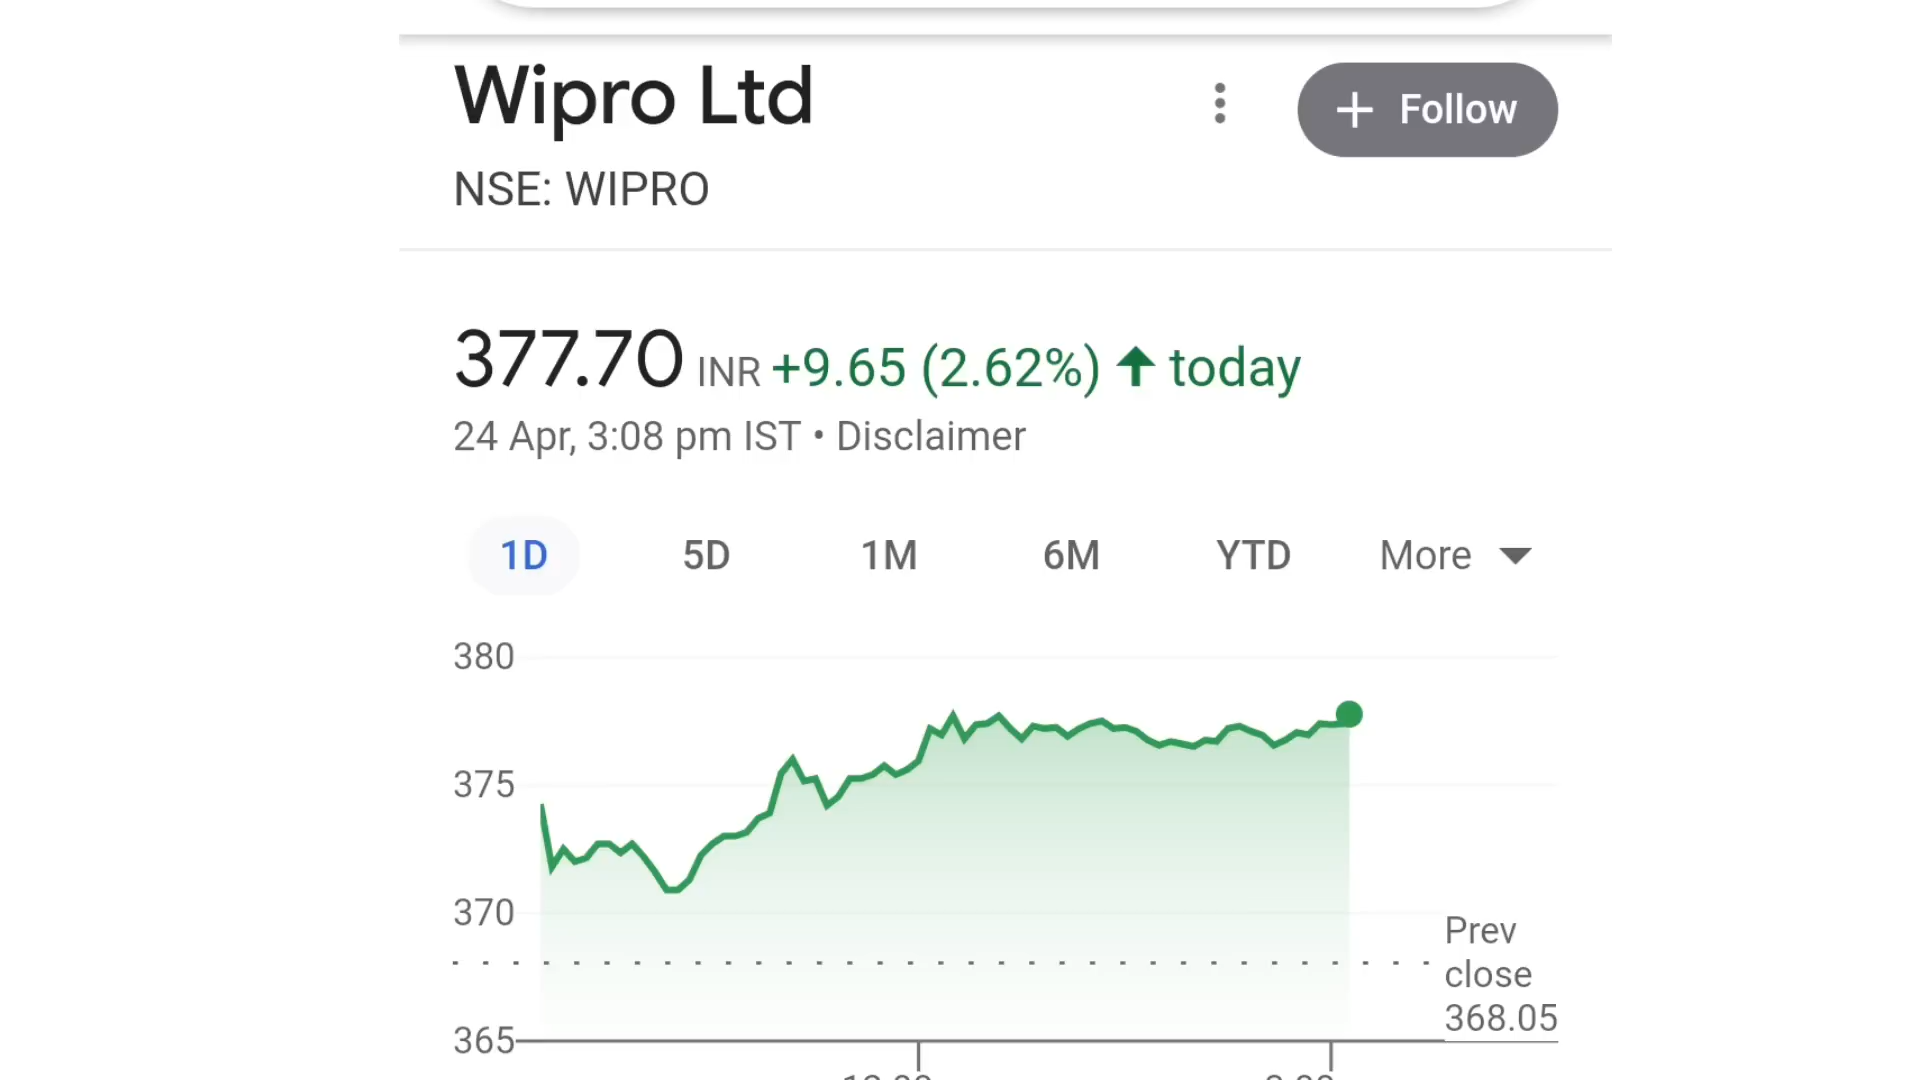 Wipro Ltd
+ Follow
NSE: WIPRO
377.70 INR +9.65 (2.62%) ↑ today
24 Apr, 3:08 pm IST • Disclaimer
1D 5D 1M 6M YTD More
380
375
370
Prev
close
368.05
365